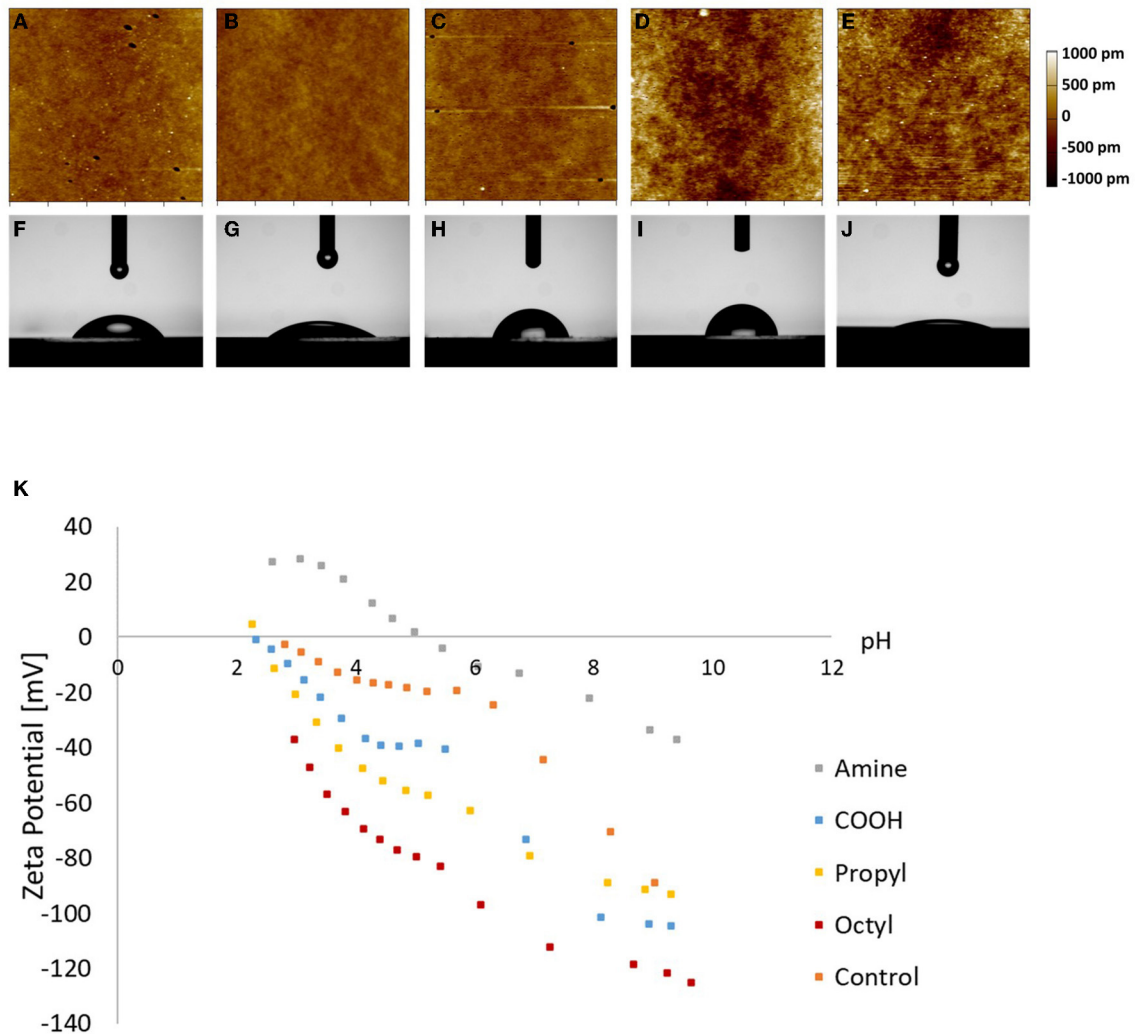 A B C D E
1000 pm
500 pm
0
-500 pm
-1000 pm
F G H I J
K
40
20
0
-20
-40
-60
-80
-100
-120
-140
Zeta Potential [mV]
0 2 4 6 8 10 12
pH
Amine
COOH
Propyl
Octyl
Control